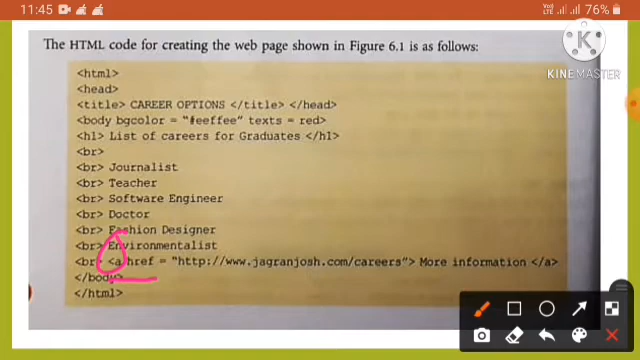 11:45
76%
KINEMASTER
The HTML code for creating the web page shown in Figure 6.1 is as follows:
<html>
<head>
<title> CAREER OPTIONS </title> </head>
<body bgcolor = "#eeffee" texts = red>
<h1> List of careers for Graduates </h1>
<br>
<br> Journalist
<br> Teacher
<br> Software Engineer
<br> Doctor
<br> Fashion Designer
<br> Environmentalist
<br> <a href = "http://www.jagranjosh.com/careers"> More information </a>
</body>
</html>